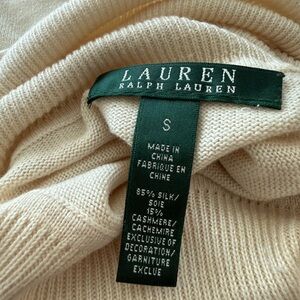 LAUREN
RALPH LAUREN
S
MADE IN
CHINA
FABRIQUE EN
CHINE
85% SILK/
SOIE
15%
CASHMERE/
CACHEMIRE
EXCLUSIVE OF
DECORATION/
GARNITURE
EXCLUE